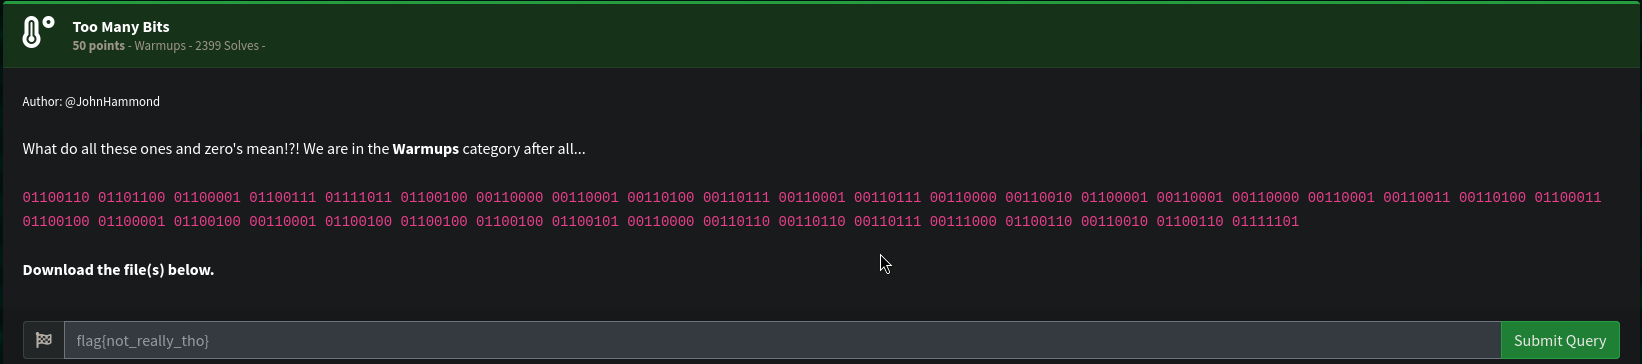 Too Many Bits
50 points - Warmups - 2399 Solves -
Author: @JohnHammond
What do all these ones and zero's mean!?! We are in the Warmups category after all...
01100110 01101100 01100001 01100111 01111011 01100100 00110000 00110001 00110100 00110111 00110001 00110111 00110000 00110010 01100001 00110001 00110000 00110001 00110011 00110100 01100011
01100100 01100001 01100100 00110001 01100100 01100100 01100100 01100101 00110000 00110110 00110110 00110111 00111000 01100110 00110010 01100110 01111101
Download the file(s) below.
flag{not_really_tho}
Submit Query